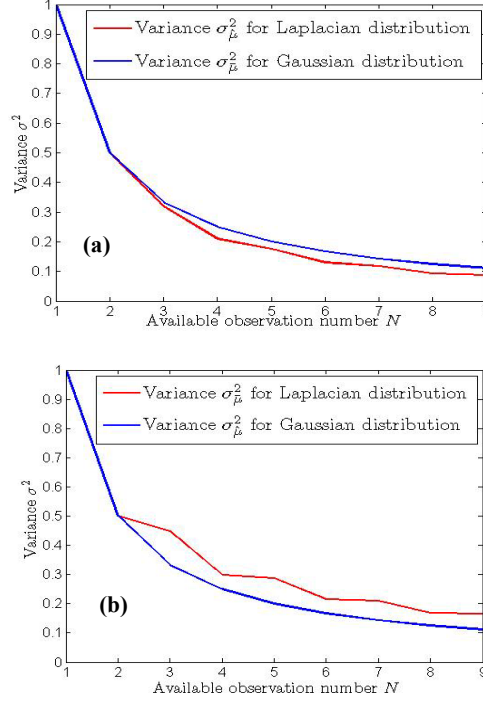 1
0.9
0.8
0.7
0.6
0.5
0.4
0.3
0.2
0.1
0
Variance σ²
Variance σ²_μ̂ for Laplacian distribution
Variance σ²_μ̄ for Gaussian distribution
(a)
1 2 3 4 5 6 7 8 9
Available observation number N
1
0.9
0.8
0.7
0.6
0.5
0.4
0.3
0.2
0.1
0
Variance σ²
Variance σ²_μ̄ for Laplacian distribution
Variance σ²_μ̂ for Gaussian distribution
(b)
1 2 3 4 5 6 7 8 9
Available observation number N